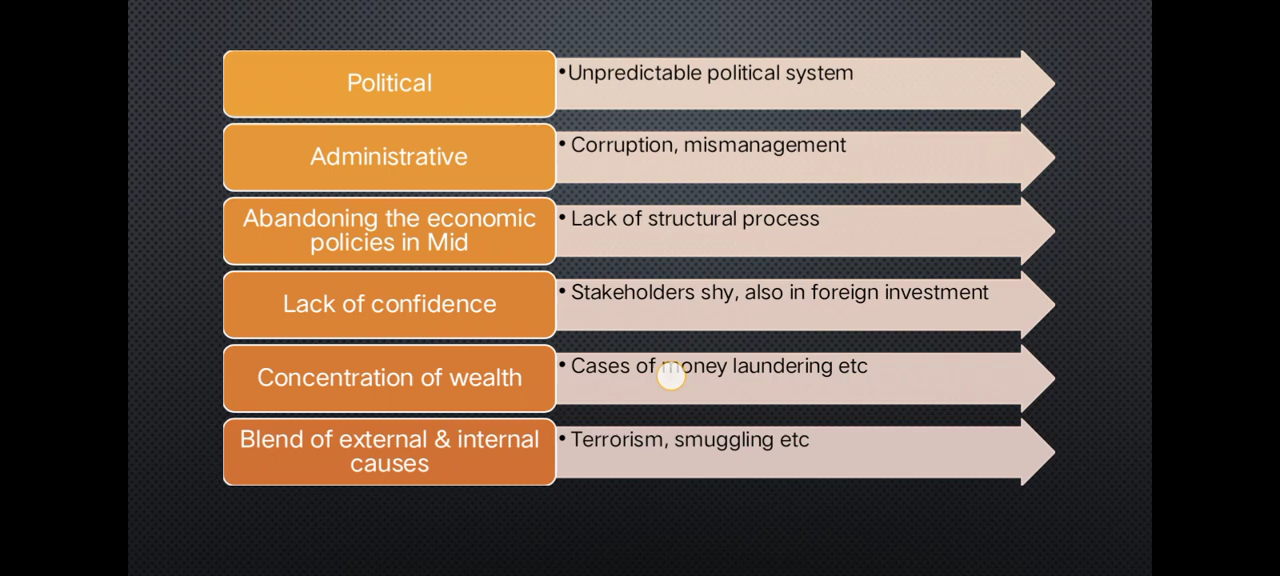 Political
•Unpredictable political system
Administrative
• Corruption, mismanagement
Abandoning the economic
policies in Mid
• Lack of structural process
Lack of confidence
• Stakeholders shy, also in foreign investment
Concentration of wealth
• Cases of money laundering etc
Blend of external & internal
causes
• Terrorism, smuggling etc